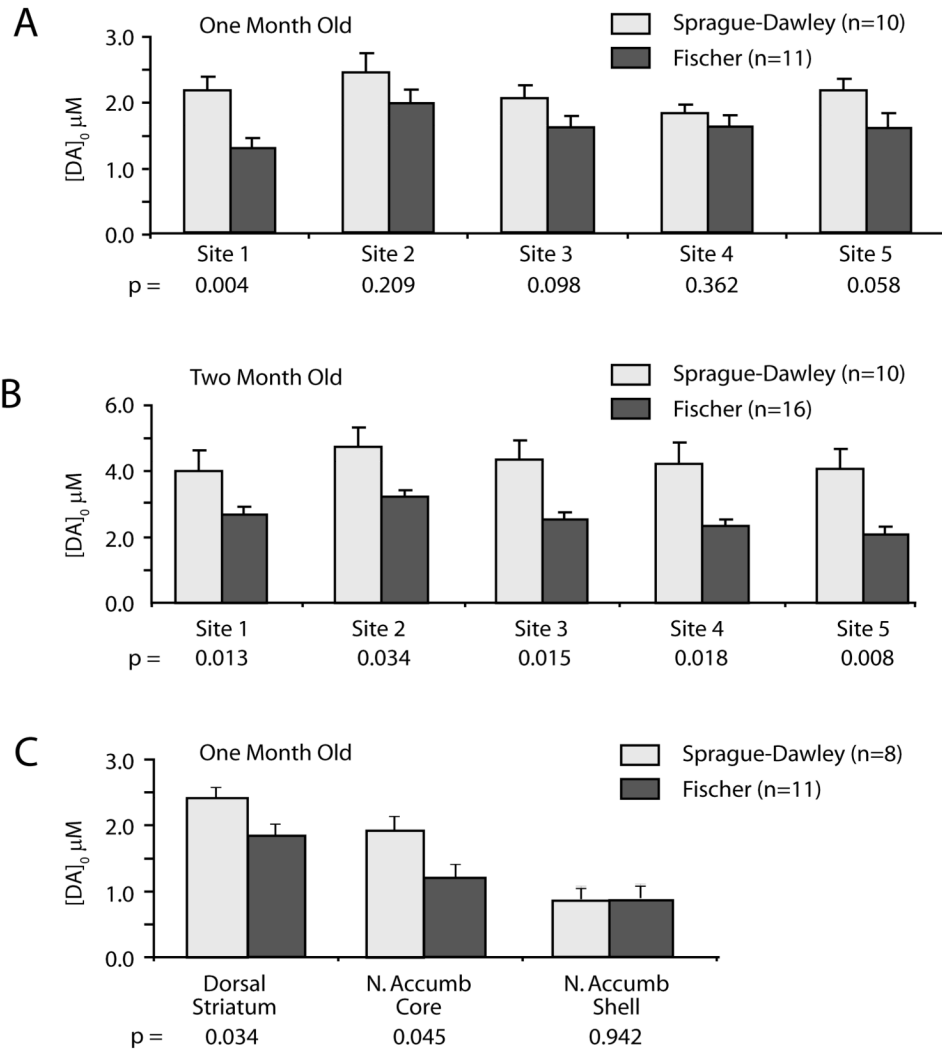 A
One Month Old
Sprague-Dawley (n=10)
Fischer (n=11)
[DA]₀ μM
3.0
2.0
1.0
0.0
Site 1 Site 2 Site 3 Site 4 Site 5
p = 0.004 0.209 0.098 0.362 0.058
B
Two Month Old
Sprague-Dawley (n=10)
Fischer (n=16)
[DA]₀ μM
6.0
4.0
2.0
0.0
Site 1 Site 2 Site 3 Site 4 Site 5
p = 0.013 0.034 0.015 0.018 0.008
C
One Month Old
Sprague-Dawley (n=8)
Fischer (n=11)
[DA]₀ μM
3.0
2.0
1.0
0.0
Dorsal N. Accumb N. Accumb
Striatum Core Shell
p = 0.034 0.045 0.942